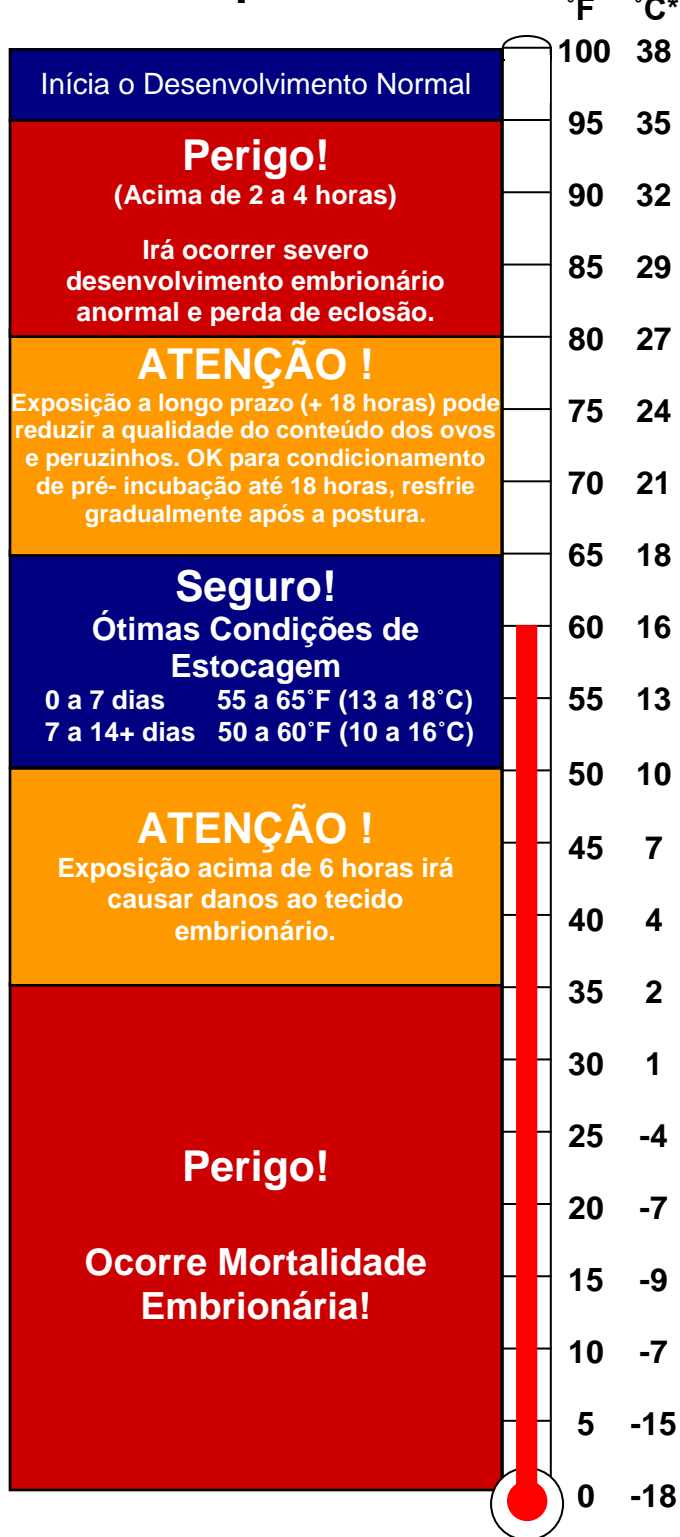 ˚F ˚C*
100 38
Inícia o Desenvolvimento Normal
95 35
Perigo!
(Acima de 2 a 4 horas)
90 32
Irá ocorrer severo
desenvolvimento embrionário
anormal e perda de eclosão.
85 29
80 27
ATENÇÃO !
Exposição a longo prazo (+ 18 horas) pode
reduzir a qualidade do conteúdo dos ovos
e peruzinhos. OK para condicionamento
de pré- incubação até 18 horas, resfrie
gradualmente após a postura.
75 24
70 21
65 18
Seguro!
Ótimas Condições de
Estocagem
0 a 7 dias 55 a 65˚F (13 a 18˚C)
7 a 14+ dias 50 a 60˚F (10 a 16˚C)
60 16
55 13
50 10
ATENÇÃO !
Exposição acima de 6 horas irá
causar danos ao tecido
embrionário.
45 7
40 4
35 2
30 1
25 -4
Perigo!
20 -7
Ocorre Mortalidade
Embrionária!
15 -9
10 -7
5 -15
0 -18